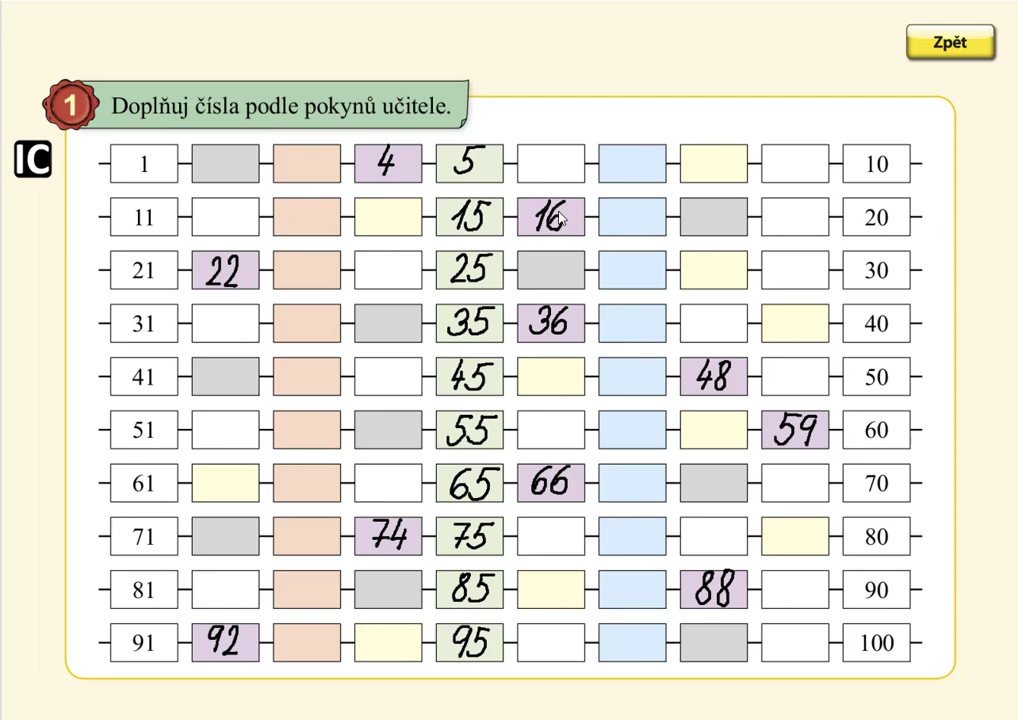 Zpět
1 Doplňuj čísla podle pokynů učitele.
IC
1 4 5 10
11 15 16 20
21 22 25 30
31 35 36 40
41 45 48 50
51 55 59 60
61 65 66 70
71 74 75 80
81 85 88 90
91 92 95 100